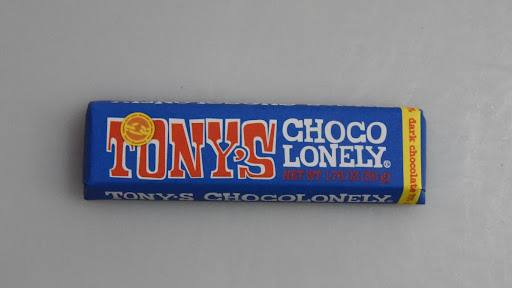 TONY'S
CHOCO
LONELY®
NET WT 1.76 OZ (50 g)
TONY'S CHOCOLONELY
dark chocolate